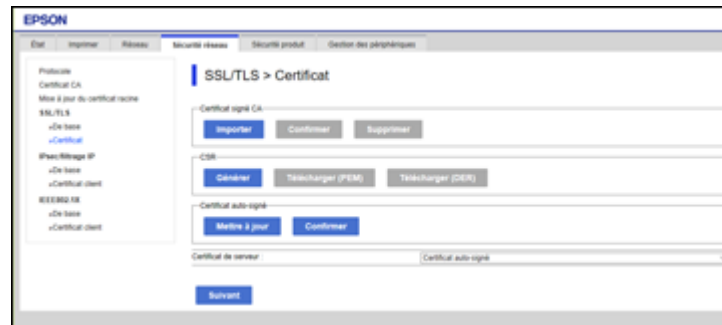 EPSON
État Imprimer Réseau Sécurité réseau Sécurité produit Gestion des périphériques
Protocole
Certificat CA
Mise à jour du certificat racine
SSL/TLS
»De base
»Certificat
IPsec/filtrage IP
»De base
»Certificat client
IEEE802.1X
»De base
»Certificat client
SSL/TLS > Certificat
Certificat signé CA
Importer Confirmer Supprimer
CSR
Générer Télécharger (PEM) Télécharger (DER)
Certificat auto-signé
Mettre à jour Confirmer
Certificat de serveur : Certificat auto-signé
Suivant